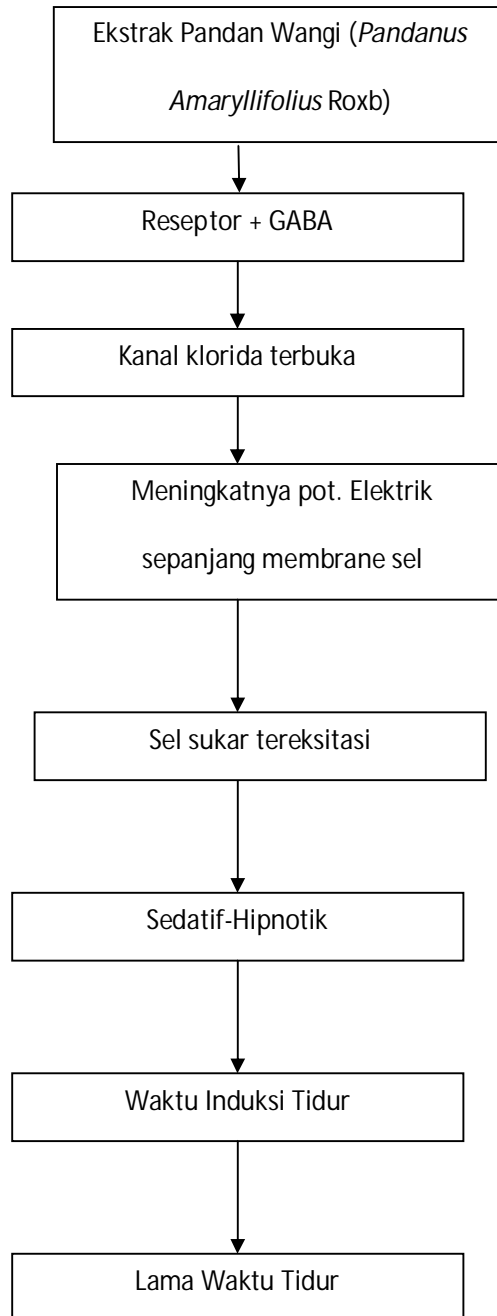 Ekstrak Pandan Wangi (Pandanus
Amaryllifolius Roxb)
Reseptor + GABA
Kanal klorida terbuka
Meningkatnya pot. Elektrik
sepanjang membrane sel
Sel sukar tereksitasi
Sedatif-Hipnotik
Waktu Induksi Tidur
Lama Waktu Tidur